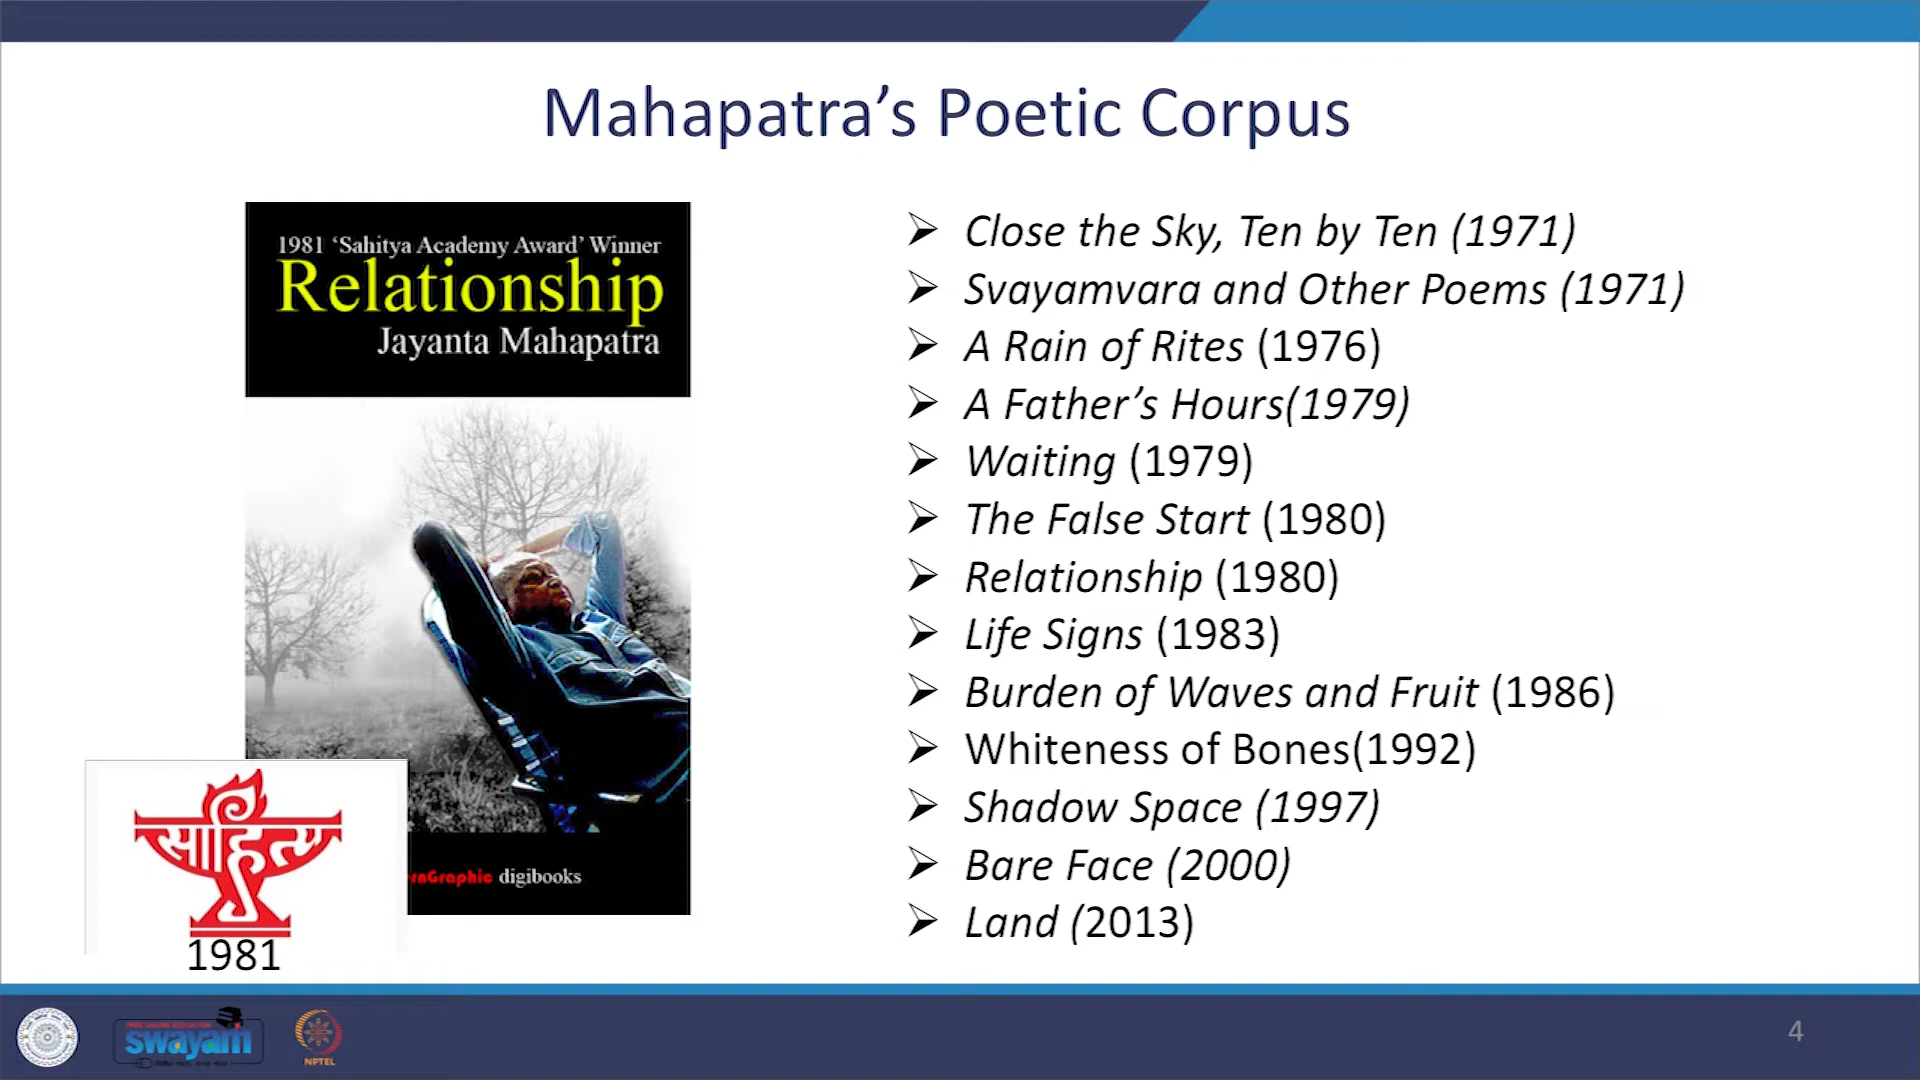 Mahapatra’s Poetic Corpus
1981 ‘Sahitya Academy Award’ Winner
Relationship
Jayanta Mahapatra
rnGraphic digibooks
साहित्य
1981
➢ Close the Sky, Ten by Ten (1971)
➢ Svayamvara and Other Poems (1971)
➢ A Rain of Rites (1976)
➢ A Father’s Hours(1979)
➢ Waiting (1979)
➢ The False Start (1980)
➢ Relationship (1980)
➢ Life Signs (1983)
➢ Burden of Waves and Fruit (1986)
➢ Whiteness of Bones(1992)
➢ Shadow Space (1997)
➢ Bare Face (2000)
➢ Land (2013)
swayam
NPTEL
4